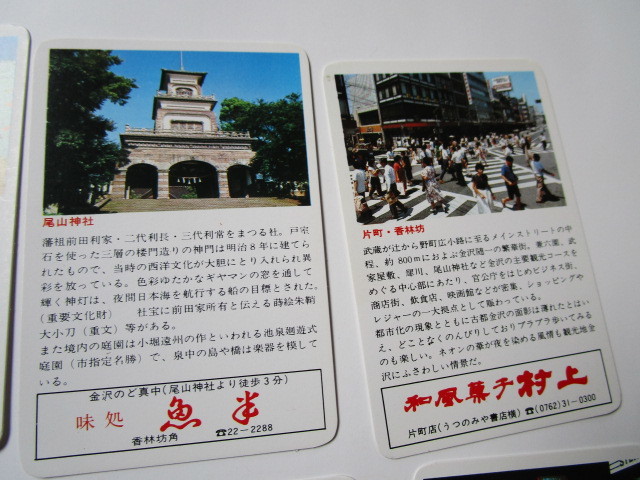 尾山神社
藩祖前田利家・二代利長・三代利常をまつる社。戸室
石を使った三層の楼門造りの神門は明治8年に建てら
れたもので、当時の西洋文化が大胆にとり入れられ異
彩を放っている。色彩ゆたかなギヤマンの窓を通して
輝く神灯は、夜間日本海を航行する船の目標とされた。
(重要文化財) 社宝に前田家所有と伝える蒔絵朱鞘
大小刀(重文)等がある。
また境内の庭園は小堀遠州の作といわれる池泉廻遊式
庭園(市指定名勝)で、泉中の島や橋は楽器を模して
いる。
金沢のど真中(尾山神社より徒歩3分)
味処 魚半
香林坊角 ☎22-2288
片町・香林坊
武蔵が辻から野町広小路に至るメインストリートの中
程、約800mにおよぶ金沢随一の繁華街。兼六園、武
家屋敷、犀川、尾山神社など金沢の主要観光コースを
めぐる中心部にあたり、官公庁をはじめビジネス街、
商店街、飲食店、映画館などが密集、ショッピングや
レジャーの一大拠点として賑わっている。
都市化の現象とともに古都金沢の面影は薄れたとはい
え、どことなくのんびりしておりブラブラ歩いてみる
のも楽しい。ネオンの華が夜を染める風情も観光地金
沢にふさわしい情景だ。
和風菓子村上
片町店(うつのみや書店横) ☎(0762)31-0300